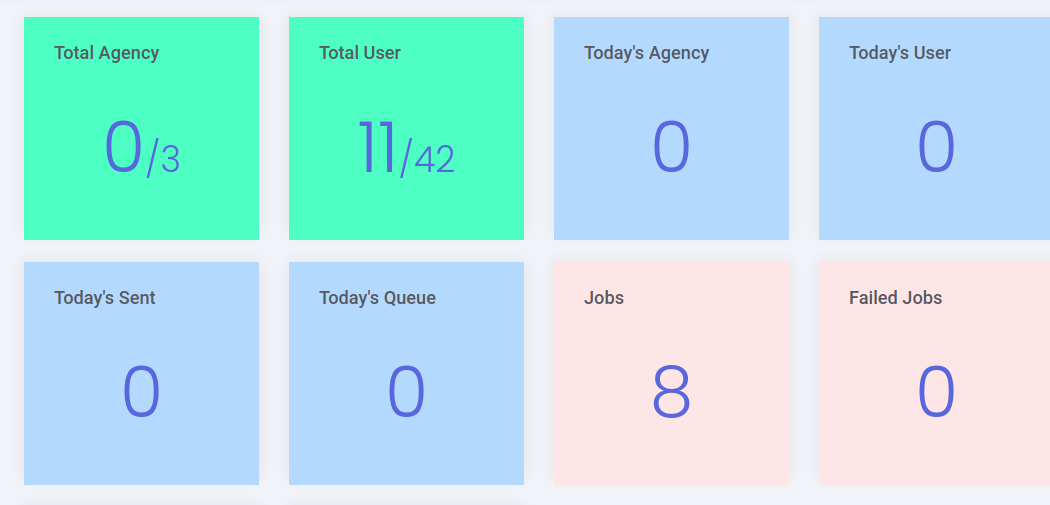 Total Agency
Total User
Today's Agency
Today's User
0/3
11/42
0
0
Today's Sent
Today's Queue
Jobs
Failed Jobs
0
0
8
0